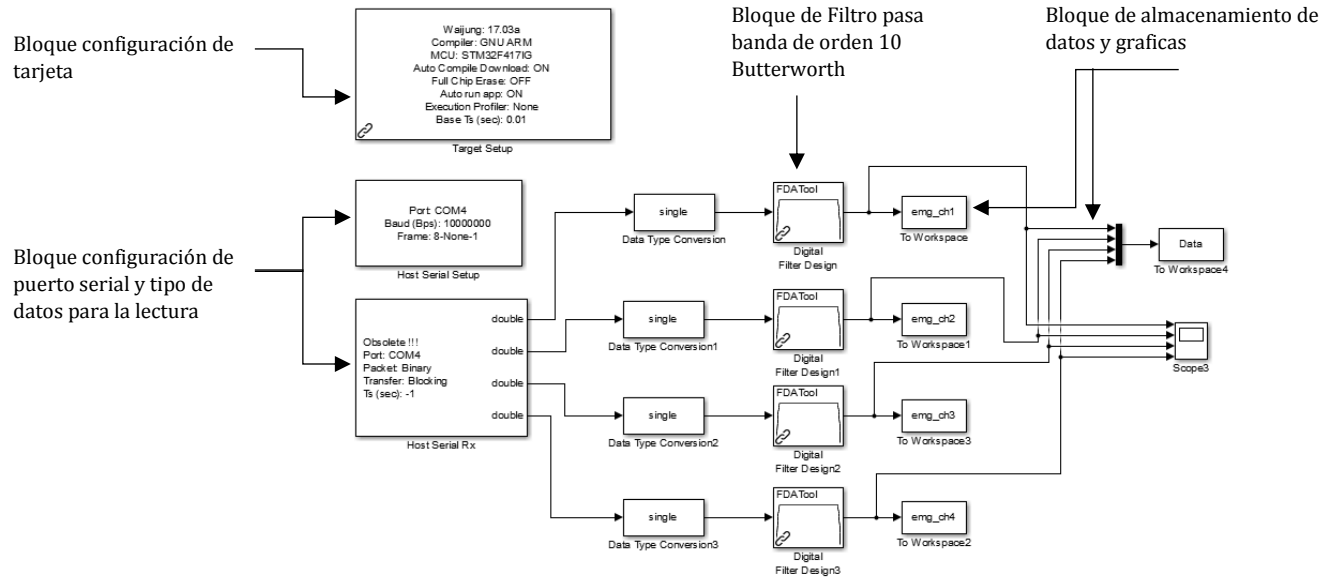 Bloque configuración de
tarjeta
Waijung: 17.03a
Compiler: GNU ARM
MCU: STM32F417IG
Auto Compile Download: ON
Full Chip Erase: OFF
Auto run app: ON
Execution Profiler: None
Base Ts (sec): 0.01
Target Setup
Bloque de Filtro pasa
banda de orden 10
Butterworth
Bloque de almacenamiento de
datos y graficas
Bloque configuración de
puerto serial y tipo de
datos para la lectura
Port: COM4
Baud (Bps): 10000000
Frame: 8-None-1
Host Serial Setup
Obsolete !!!
Port: COM4
Packet: Binary
Transfer: Blocking
Ts (sec): -1
double
double
double
double
Host Serial Rx
single
Data Type Conversion
FDATool
Digital
Filter Design
emg_ch1
To Workspace
single
Data Type Conversion1
FDATool
Digital
Filter Design1
emg_ch2
To Workspace1
single
Data Type Conversion2
FDATool
Digital
Filter Design2
emg_ch3
To Workspace3
single
Data Type Conversion3
FDATool
Digital
Filter Design3
emg_ch4
To Workspace2
Data
To Workspace4
Scope3